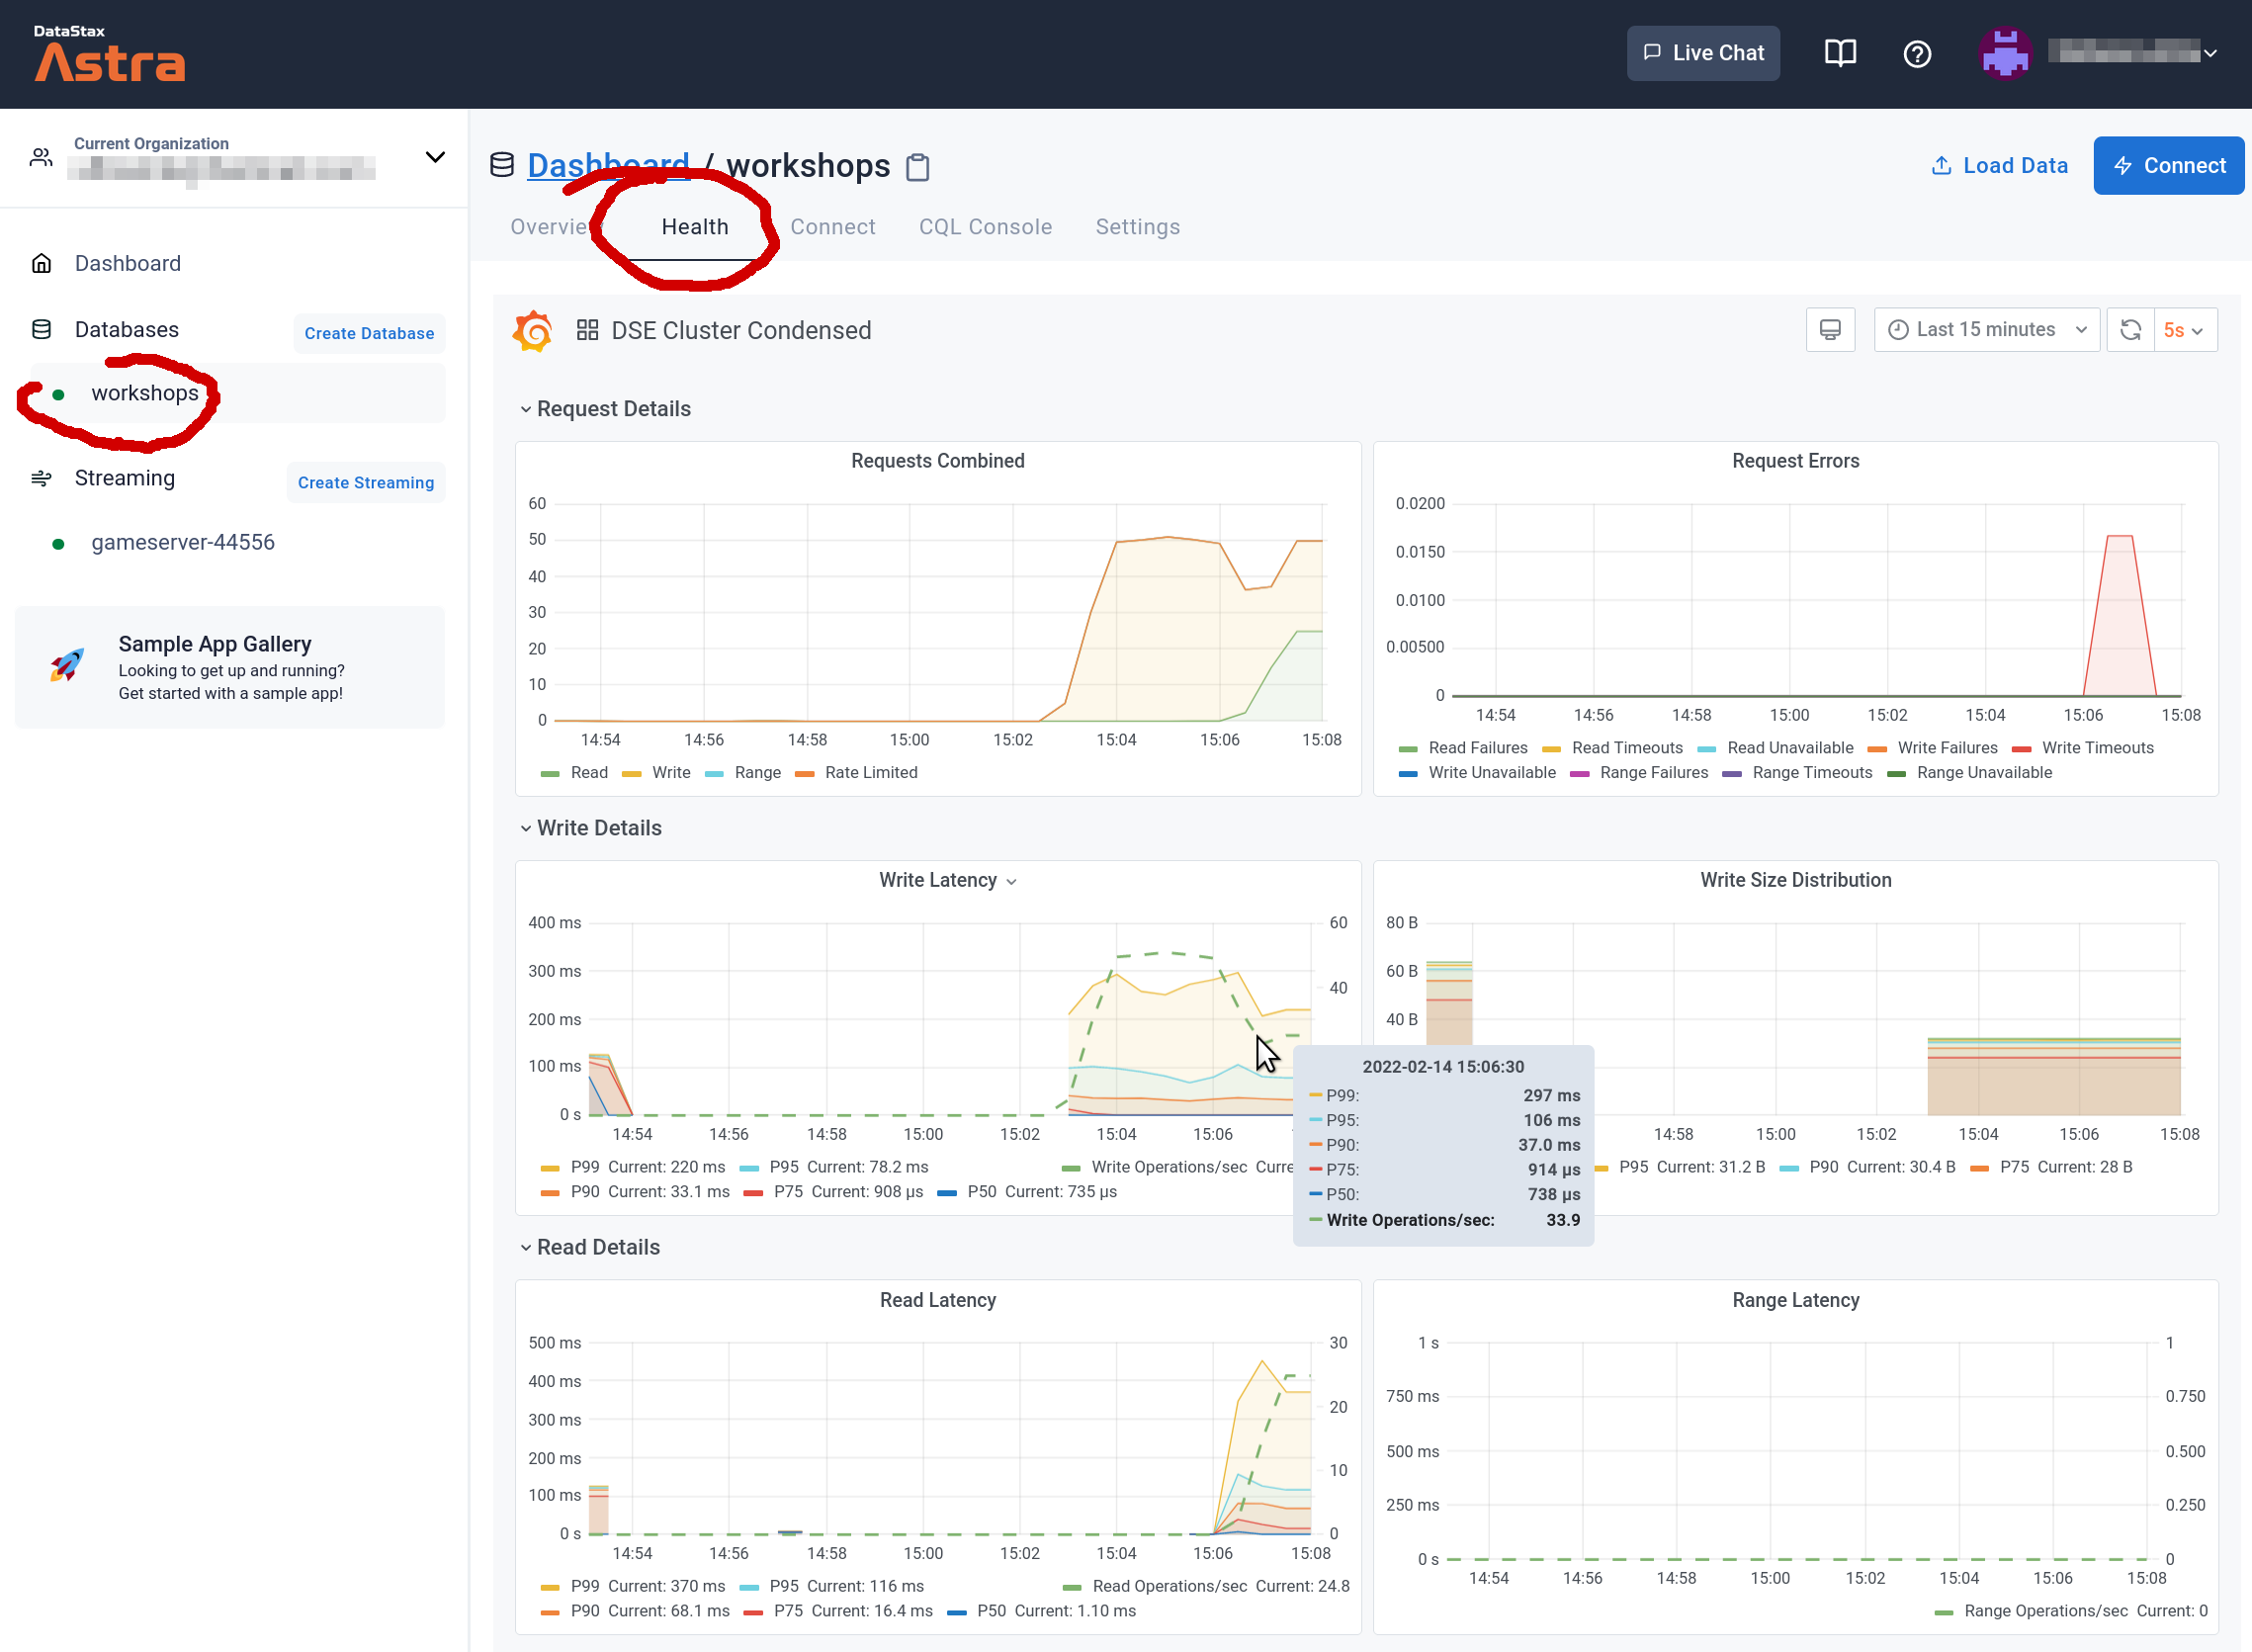 DataStax
Astra
Live Chat
Current Organization
Dashboard
Databases
Create Database
workshops
Streaming
Create Streaming
gameserver-44556
Sample App Gallery
Looking to get up and running?
Get started with a sample app!
Dashboard / workshops
Load Data
Connect
Overvie
Health
Connect
CQL Console
Settings
DSE Cluster Condensed
Last 15 minutes
5s
Request Details
Requests Combined
60
50
40
30
20
10
0
14:54 14:56 14:58 15:00 15:02 15:04 15:06 15:08
Read Write Range Rate Limited
Request Errors
0.0200
0.0150
0.0100
0.00500
0
14:54 14:56 14:58 15:00 15:02 15:04 15:06 15:08
Read Failures Read Timeouts Read Unavailable Write Failures Write Timeouts
Write Unavailable Range Failures Range Timeouts Range Unavailable
Write Details
Write Latency
400 ms 60
300 ms
40
200 ms
100 ms
0 s
14:54 14:56 14:58 15:00 15:02 15:04 15:06
P99 Current: 220 ms P95 Current: 78.2 ms Write Operations/sec Curre
P90 Current: 33.1 ms P75 Current: 908 µs P50 Current: 735 µs
2022-02-14 15:06:30
P99: 297 ms
P95: 106 ms
P90: 37.0 ms
P75: 914 µs
P50: 738 µs
Write Operations/sec: 33.9
Write Size Distribution
80 B
60 B
40 B
14:58 15:00 15:02 15:04 15:06 15:08
P95 Current: 31.2 B P90 Current: 30.4 B P75 Current: 28 B
Read Details
Read Latency
500 ms 30
400 ms
20
300 ms
200 ms
10
100 ms
0 s 0
14:54 14:56 14:58 15:00 15:02 15:04 15:06 15:08
P99 Current: 370 ms P95 Current: 116 ms Read Operations/sec Current: 24.8
P90 Current: 68.1 ms P75 Current: 16.4 ms P50 Current: 1.10 ms
Range Latency
1 s 1
750 ms 0.750
500 ms 0.500
250 ms 0.250
0 s 0
14:54 14:56 14:58 15:00 15:02 15:04 15:06 15:08
Range Operations/sec Current: 0